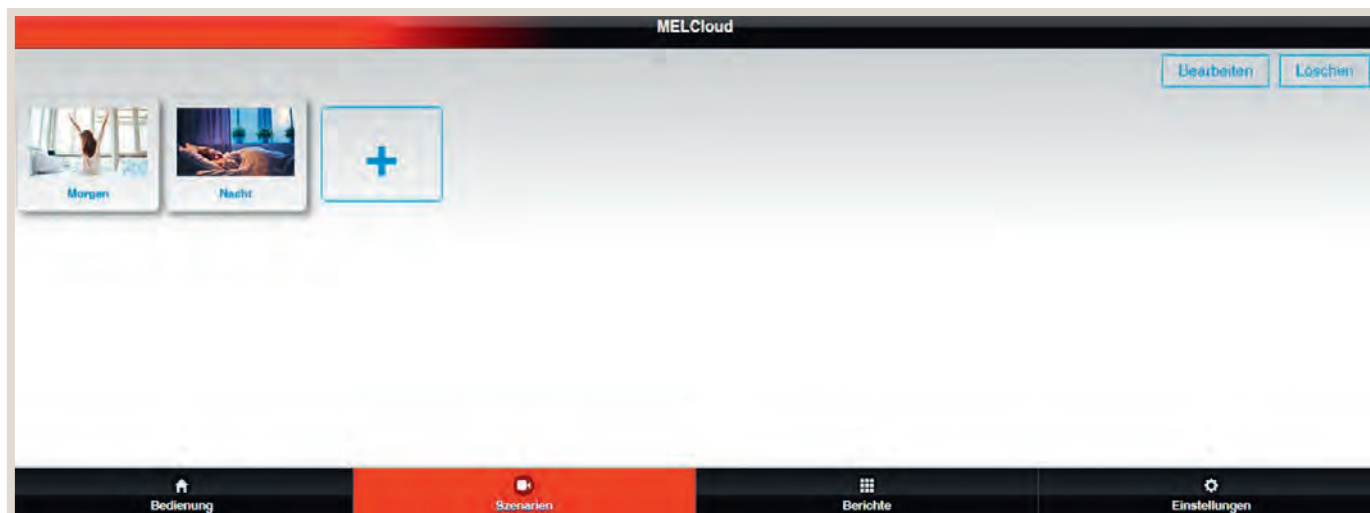 MELCloud
Bearbeiten Löschen
Morgen Nacht
Bedienung Szenarien Berichte Einstellungen